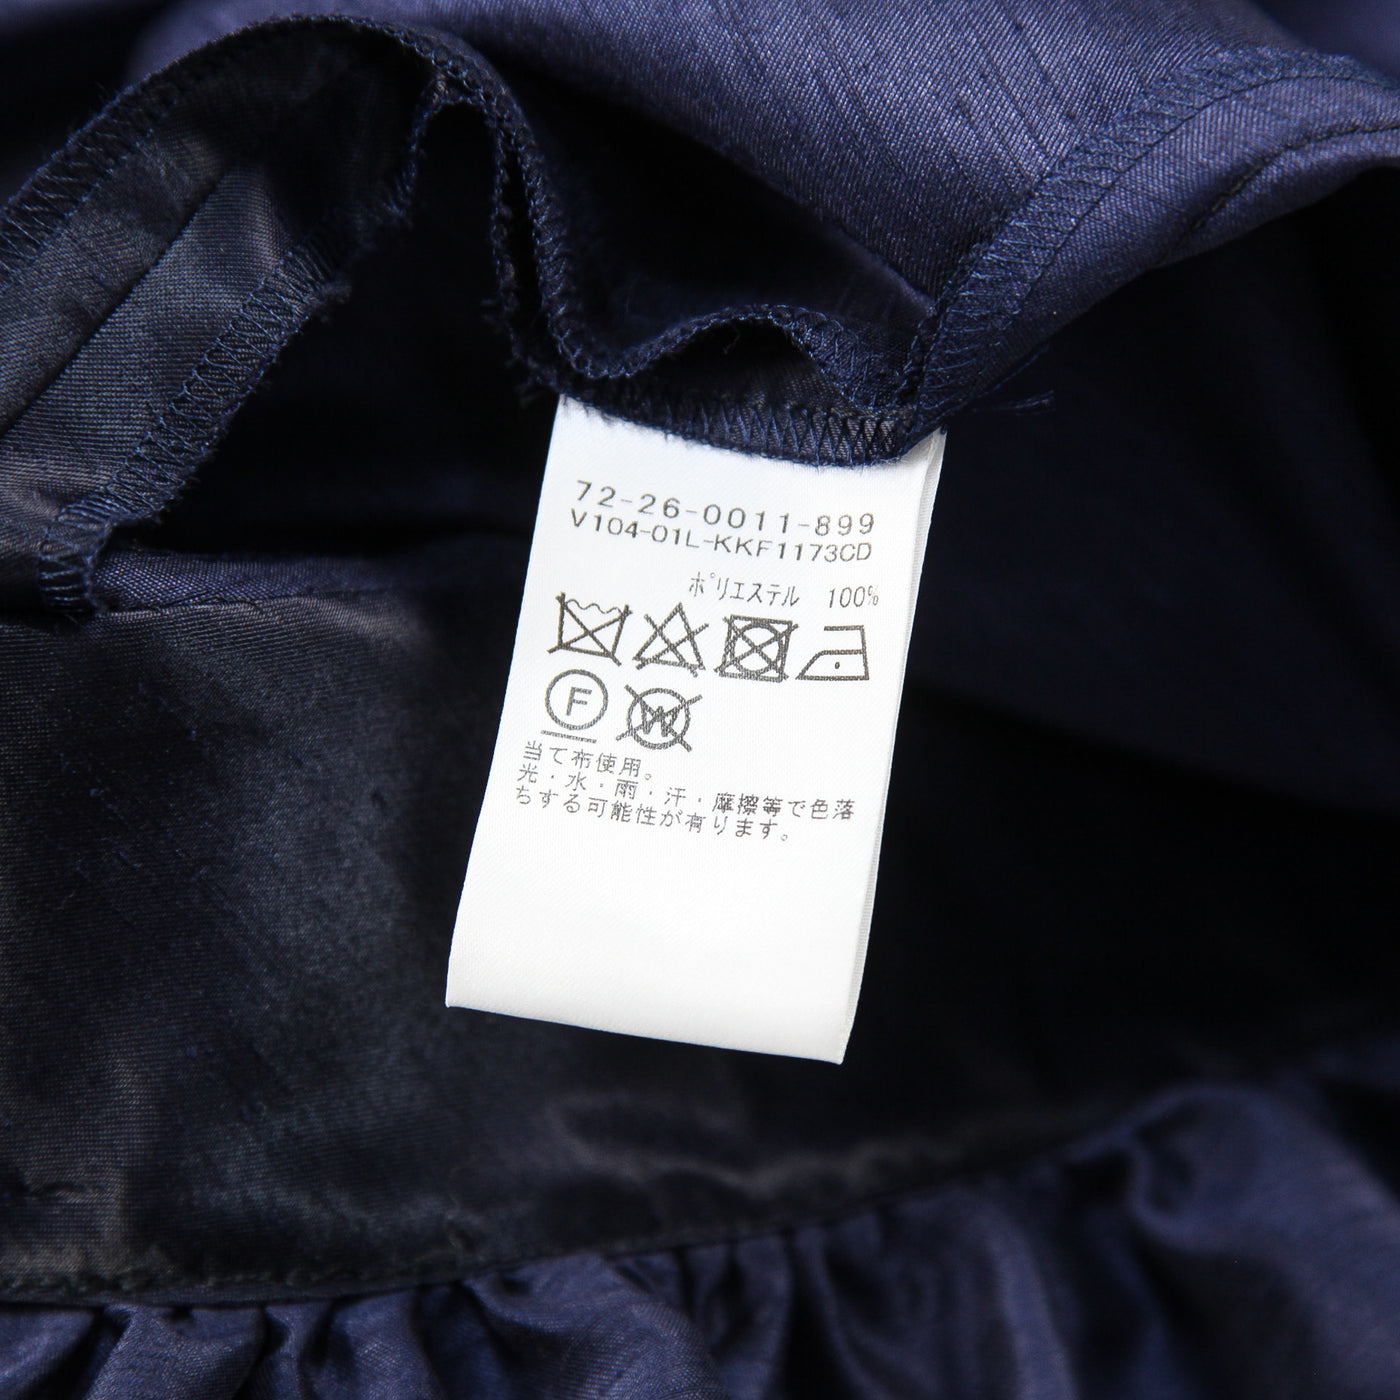 72-26-0011-899
V104-01L-KKF1173CD
ポリエステル 100%
F
W
当て布使用。
光・水・雨・汗・摩擦等で色落
ちする可能性が有ります。